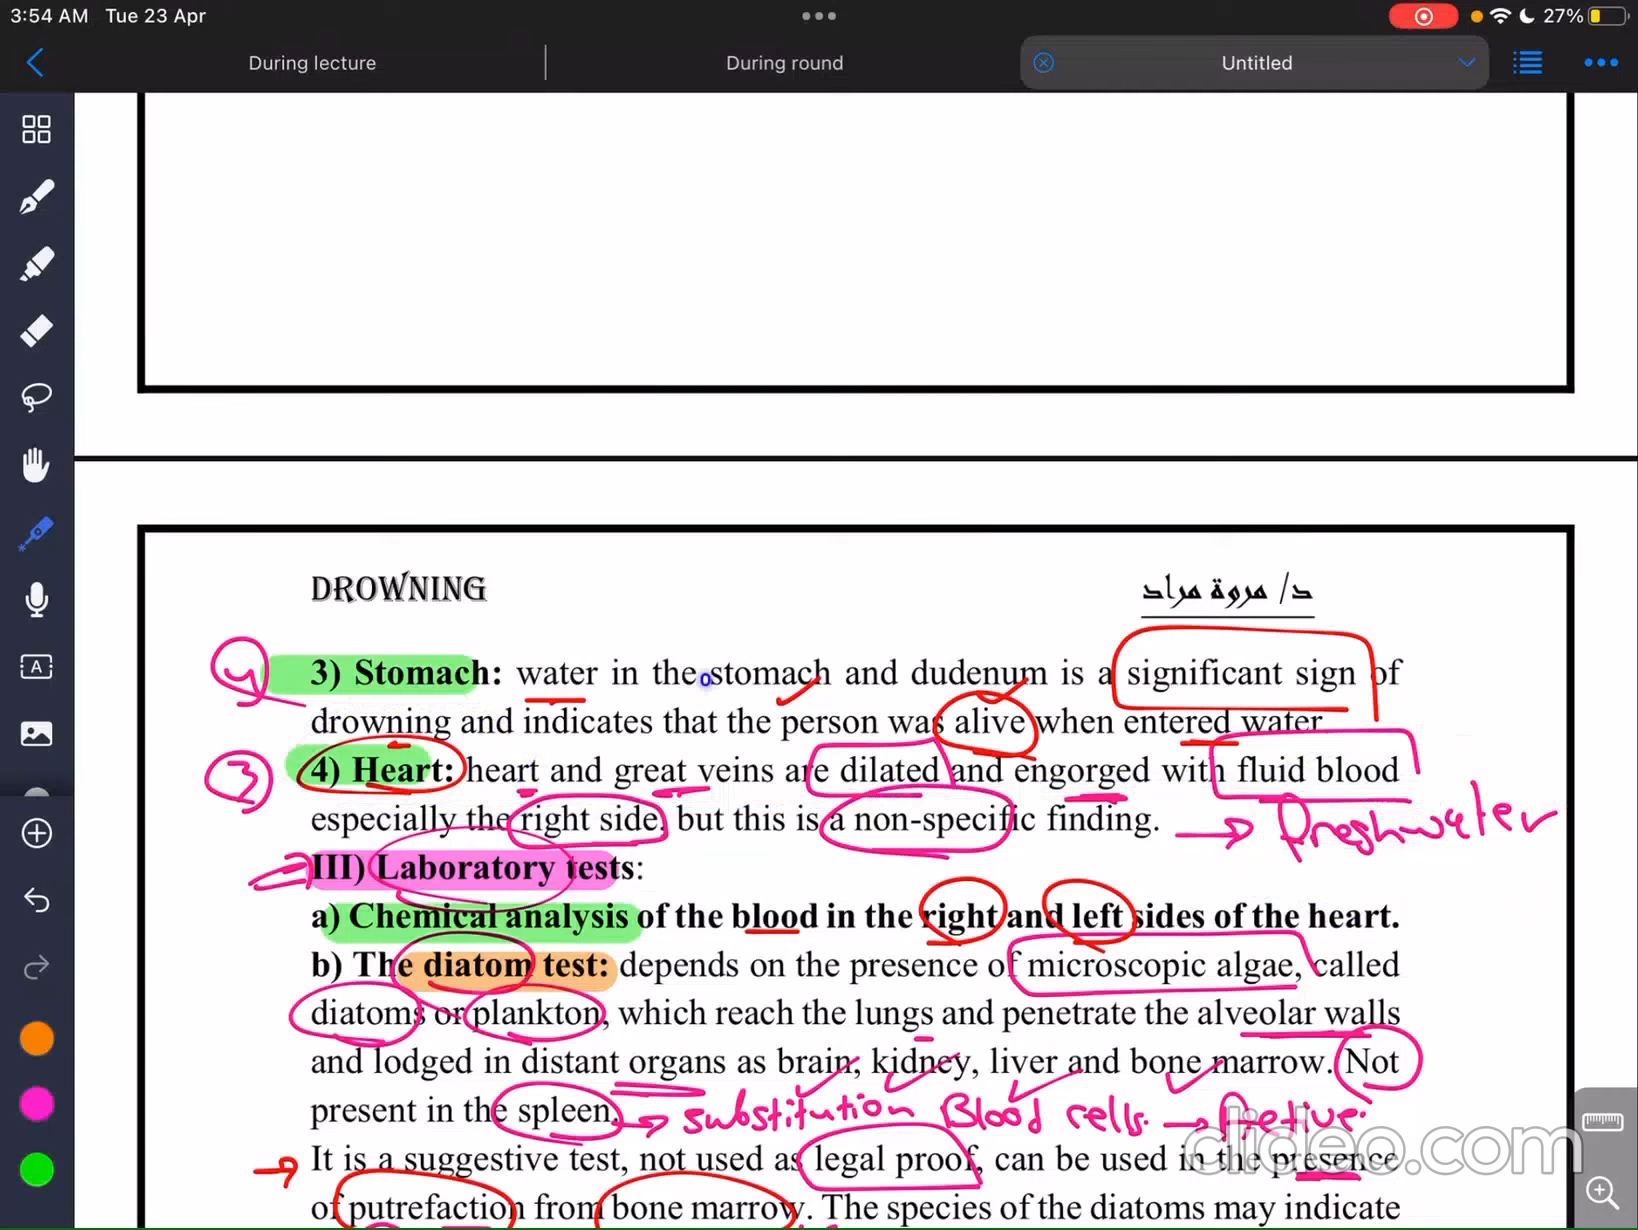 3:54 AM Tue 23 Apr
27%
During lecture
During round
Untitled
DROWNING
د/ مروة مراد
3) Stomach: water in the stomach and dudenum is a significant sign of
drowning and indicates that the person was alive when entered water.
4) Heart: heart and great veins are dilated and engorged with fluid blood
especially the right side, but this is a non-specific finding. → freshwater
3
III) Laboratory tests:
a) Chemical analysis of the blood in the right and left sides of the heart.
b) The diatom test: depends on the presence of microscopic algae, called
diatoms or plankton, which reach the lungs and penetrate the alveolar walls
and lodged in distant organs as brain, kidney, liver and bone marrow. Not
present in the spleen. → substitution Blood cells. →
It is a suggestive test, not used as legal proof, can be used in the presence
of putrefaction from bone marrow. The species of the diatoms may indicate
A
clideo.com